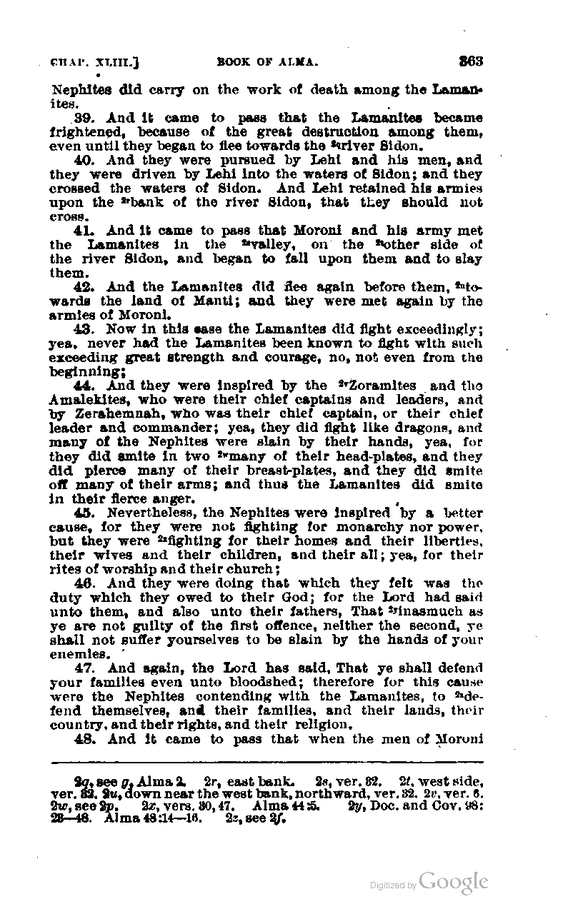 CHAP. XLIII.] BOOK OF ALMA. 363
Nephites did carry on the work of death among the Laman-
ites.
39. And it came to pass that the Lamanites became
frightened, because of the great destruction among them,
even until they began to flee towards the 2qriver Sidon.
40. And they were pursued by Lehi and his men, and
they were driven by Lehi into the waters of Sidon; and they
crossed the waters of Sidon. And Lehi retained his armies
upon the 2rbank of the river Sidon, that they should not
cross.
41. And it came to pass that Moroni and his army met
the Lamanites in the 2svalley, on the 2tother side of
the river Sidon, and began to fall upon them and to slay
them.
42. And the Lamanites did flee again before them, 2uto-
wards the land of Manti; and they were met again by the
armies of Moroni.
43. Now in this case the Lamanites did fight exceedingly;
yea, never had the Lamanites been known to fight with such
exceeding great strength and courage, no, not even from the
beginning;
44. And they were inspired by the 2vZoramites and the
Amalekites, who were their chief captains and leaders, and
by Zerahemnah, who was their chief captain, or their chief
leader and commander; yea, they did fight like dragons, and
many of the Nephites were slain by their hands, yea, for
they did smite in two 2wmany of their head-plates, and they
did pierce many of their breast-plates, and they did smite
off many of their arms; and thus the Lamanites did smite
in their fierce anger.
45. Nevertheless, the Nephites were inspired by a better
cause, for they were not fighting for monarchy nor power,
but they were 2xfighting for their homes and their liberties,
their wives and their children, and their all; yea, for their
rites of worship and their church;
46. And they were doing that which they felt was the
duty which they owed to their God; for the Lord had said
unto them, and also unto their fathers, That 2yinasmuch as
ye are not guilty of the first offence, neither the second, ye
shall not suffer yourselves to be slain by the hands of your
enemies.
47. And again, the Lord has said, That ye shall defend
your families even unto bloodshed; therefore for this cause
were the Nephites contending with the Lamanites, to 2zde-
fend themselves, and their families, and their lands, their
country, and their rights, and their religion.
48. And it came to pass that when the men of Moroni
2q, see g, Alma 2. 2r, east bank. 2s, ver. 32. 2t, west side,
ver. 32. 2u, down near the west bank, northward, ver. 32. 2v, ver. 6.
2w, see 2p. 2x, vers. 30, 47. Alma 44:5. 2y, Doc. and Cov. 98:
23—48. Alma 48:14—16. 2z, see 2f.
Digitized by Google